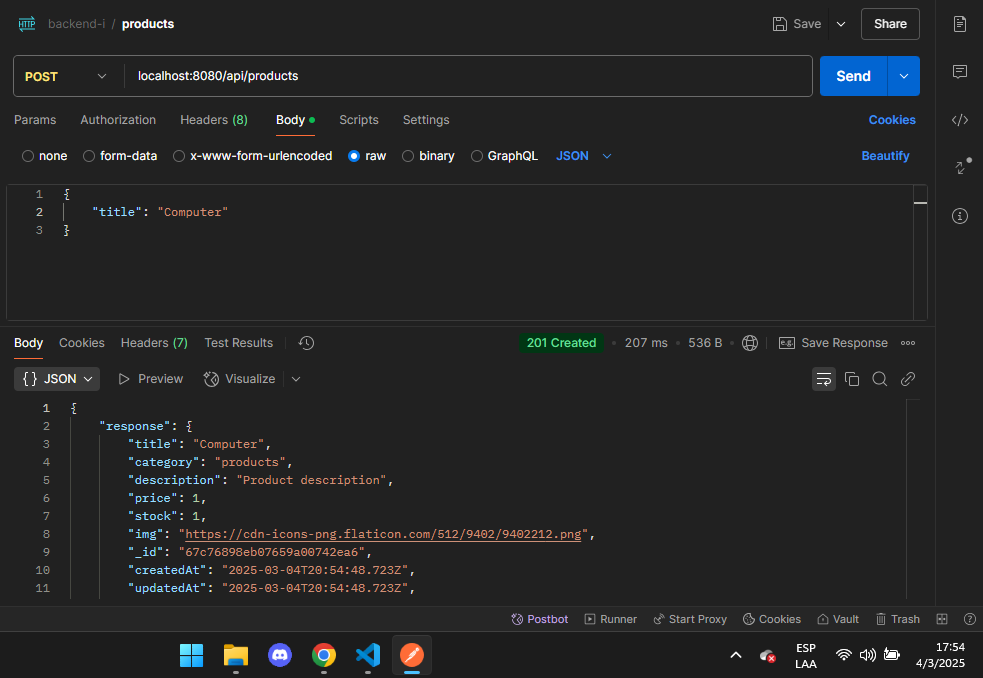 HTTP backend-i / products Save Share
POST localhost:8080/api/products Send
Params Authorization Headers (8) Body Scripts Settings Cookies
none form-data x-www-form-urlencoded raw binary GraphQL JSON Beautify
1 {
2 "title": "Computer"
3 }
Body Cookies Headers (7) Test Results 201 Created 207 ms 536 B e.g. Save Response
{} JSON Preview Visualize
1 {
2 "response": {
3 "title": "Computer",
4 "category": "products",
5 "description": "Product description",
6 "price": 1,
7 "stock": 1,
8 "img": "https://cdn-icons-png.flaticon.com/512/9402/9402212.png",
9 "_id": "67c76898eb07659a00742ea6",
10 "createdAt": "2025-03-04T20:54:48.723Z",
11 "updatedAt": "2025-03-04T20:54:48.723Z",
Postbot Runner Start Proxy Cookies Vault Trash
ESP 17:54
LAA 4/3/2025